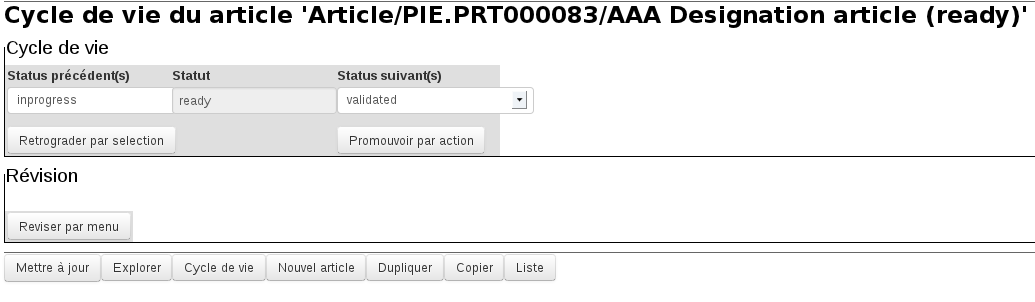 Cycle de vie du article 'Article/PIE.PRT000083/AAA Designation article (ready)'
Cycle de vie
Status précédent(s) Statut Status suivant(s)
inprogress ready validated
Retrograder par selection Promouvoir par action
Révision
Reviser par menu
Mettre à jour Explorer Cycle de vie Nouvel article Dupliquer Copier Liste